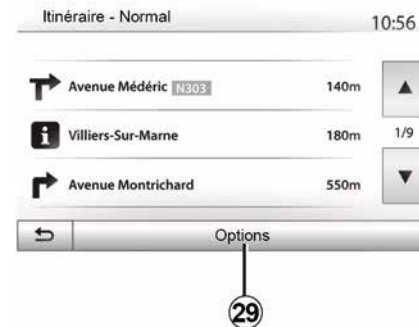 Itinéraire - Normal 10:56
Avenue Médéric N303 140m
i Villiers-Sur-Marne 180m
1/9
Avenue Montrichard 550m
Options
29